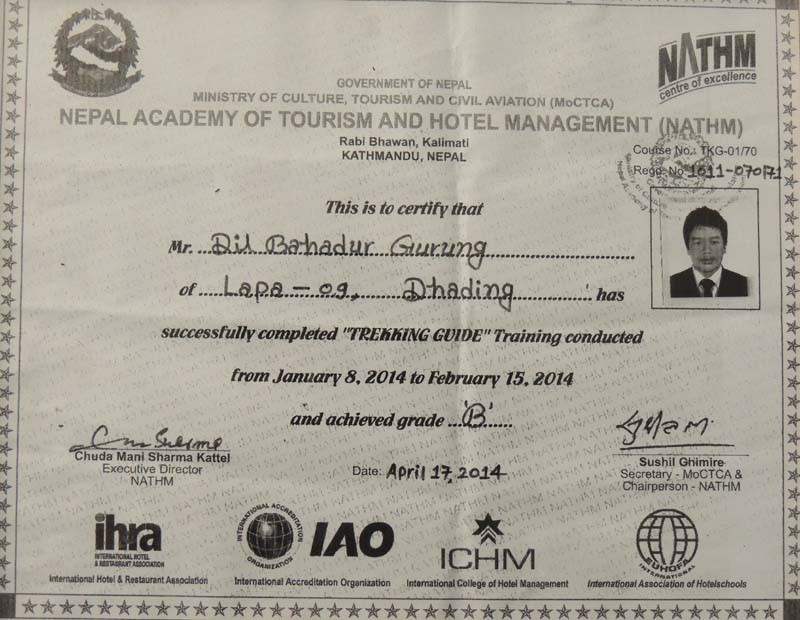 NATHM
centre of excellence
GOVERNMENT OF NEPAL
MINISTRY OF CULTURE, TOURISM AND CIVIL AVIATION (MoCTCA)
NEPAL ACADEMY OF TOURISM AND HOTEL MANAGEMENT (NATHM)
Rabi Bhawan, Kalimati
KATHMANDU, NEPAL
Course No.: TKG-01/70
Regd. No. 1011-070/71
This is to certify that
Mr. Dil Bahadur Gurung
of Lapa-09, Dhading has
successfully completed "TREKKING GUIDE" Training conducted
from January 8, 2014 to February 15, 2014
and achieved grade 'B'
Chuda Mani Sharma Kattel
Executive Director
NATHM
Date: April 17, 2014
Sushil Ghimire
Secretary - MoCTCA &
Chairperson - NATHM
ihra
INTERNATIONAL HOTEL
& RESTAURANT ASSOCIATION
International Hotel & Restaurant Association
INTERNATIONAL ACCREDITATION
ORGANIZATION
IAO
International Accreditation Organization
ICHM
International College of Hotel Management
EUHOFA
INTERNATIONAL
International Association of Hotelschools